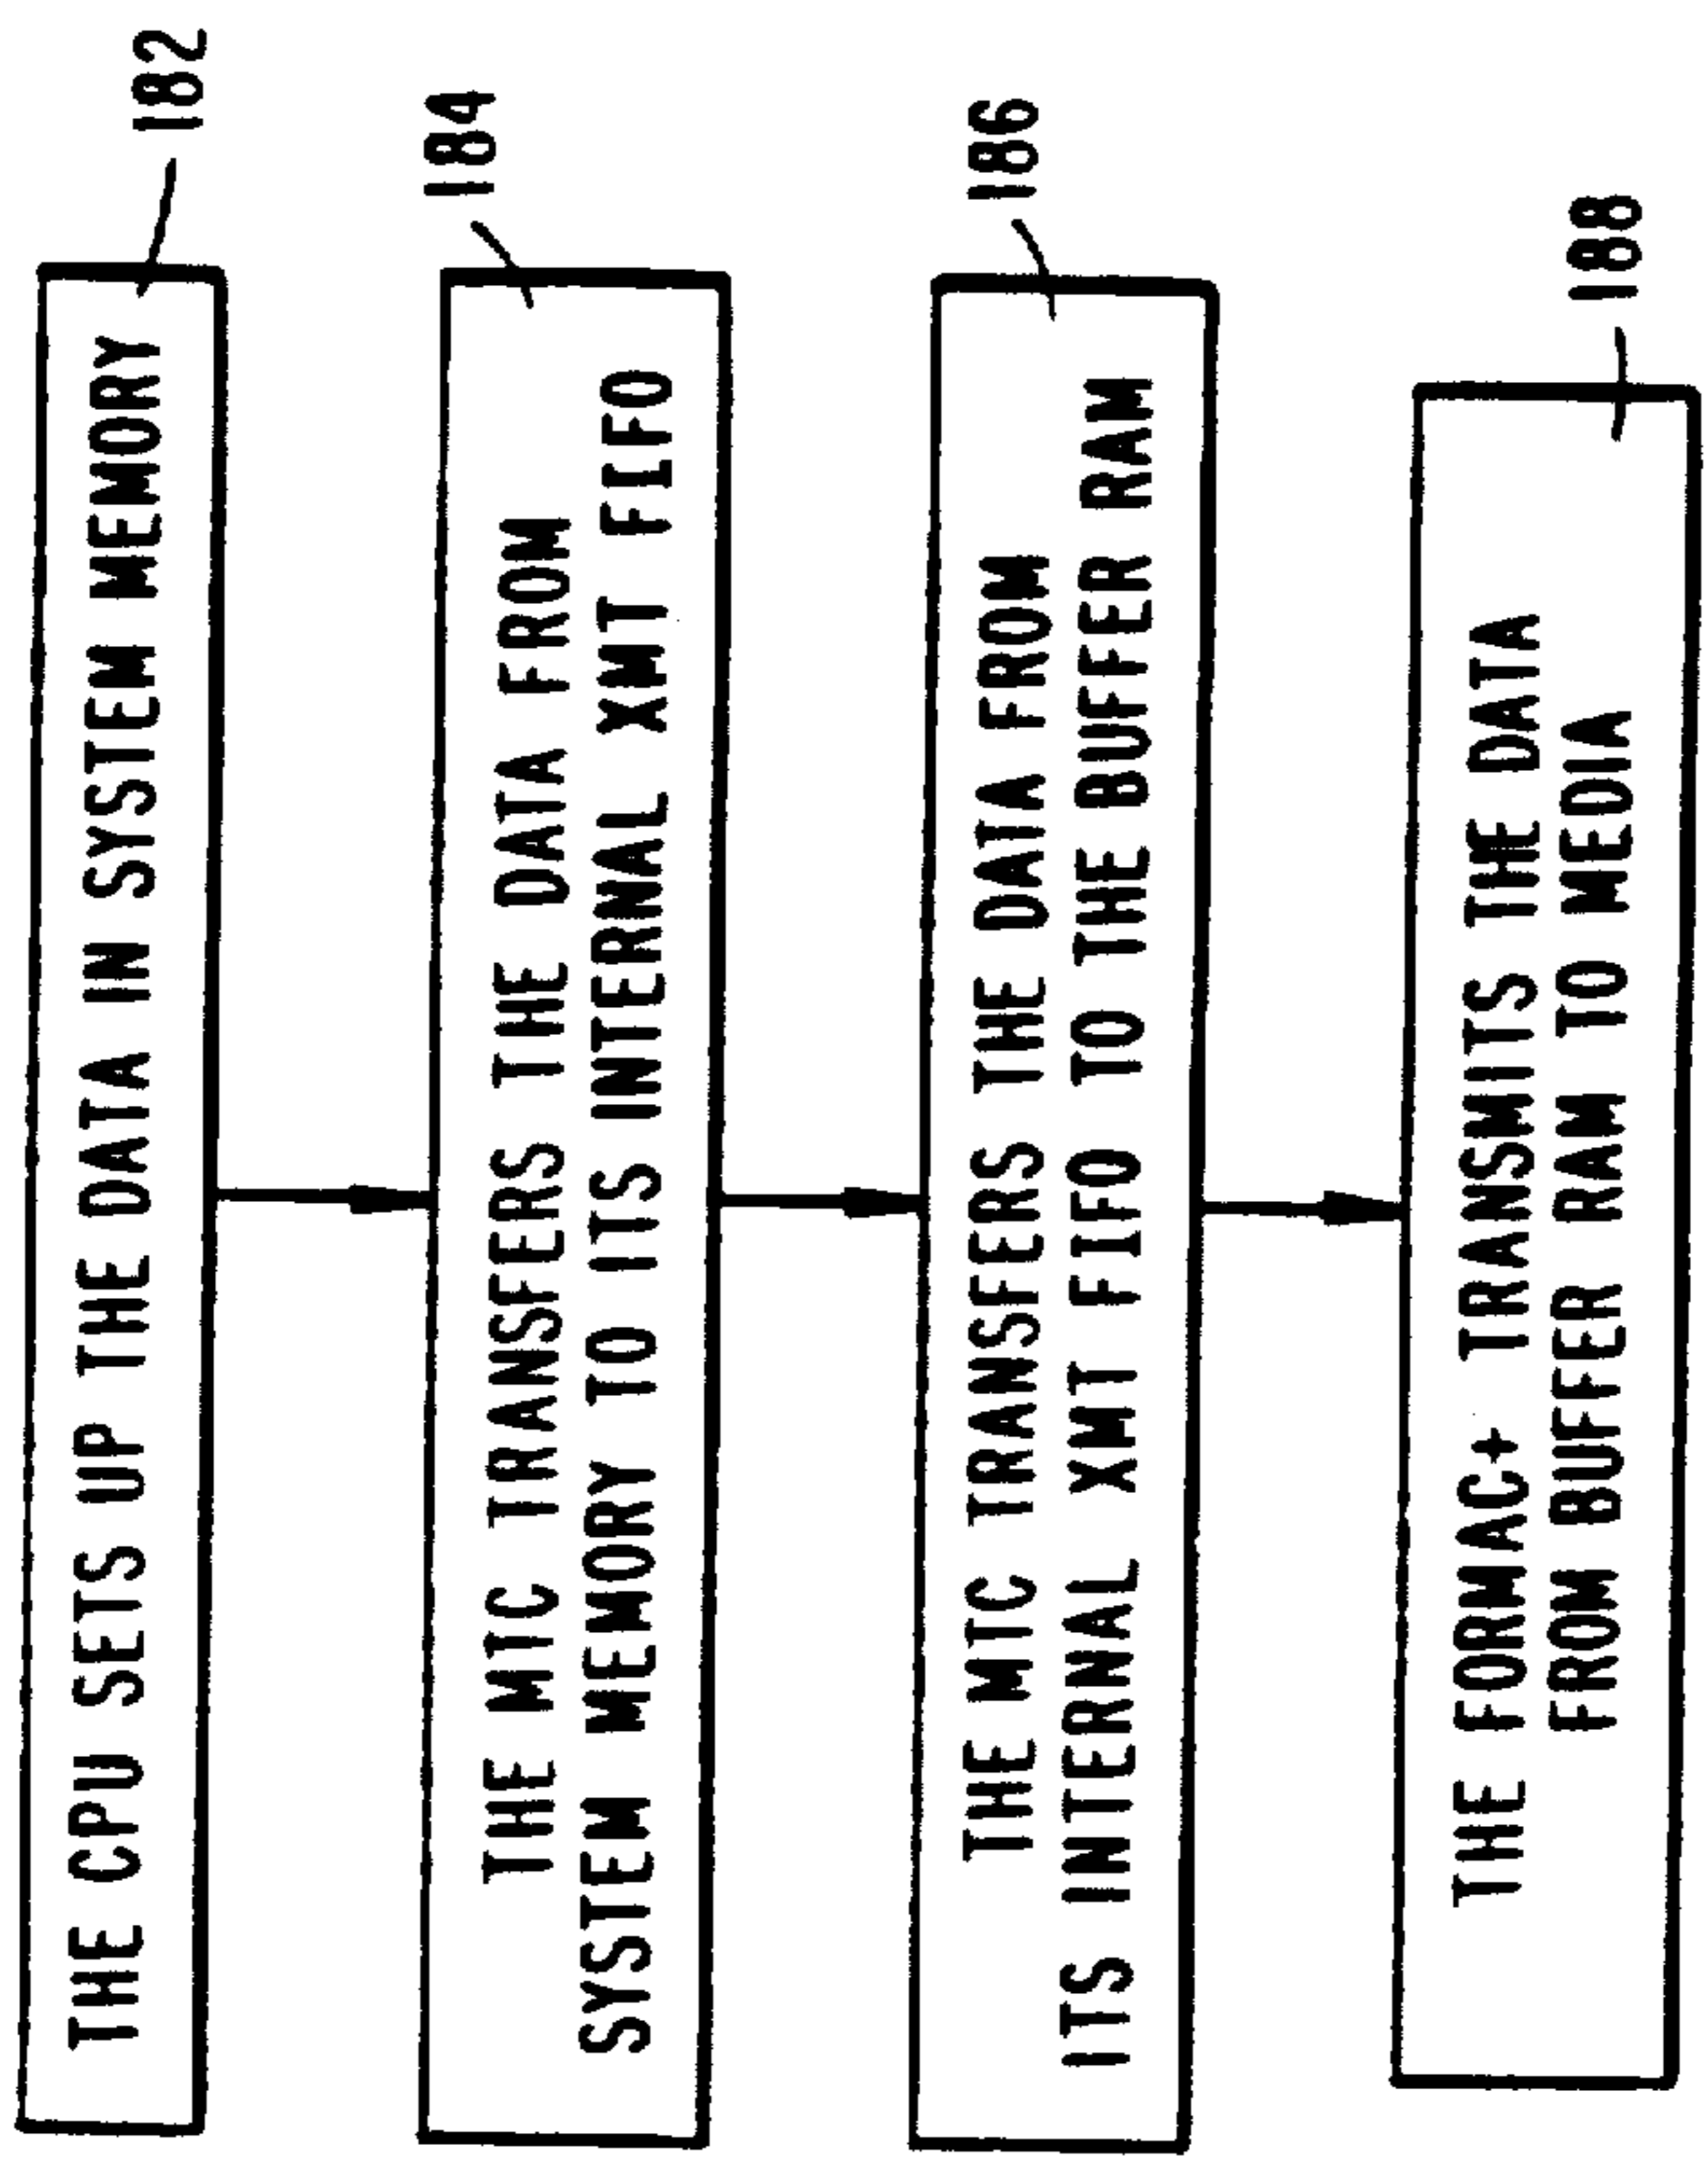 THE CPU SETS UP THE DATA IN SYSTEM MEMORY
182
THE MTC TRANSFERS THE DATA FROM
SYSTEM MEMORY TO ITS INTERNAL XMT FIFO
184
THE MTC TRANSFERS THE DATA FROM
ITS INTERNAL XMT FIFO TO THE BUFFER RAM
186
THE FORMAC+ TRANSMITS THE DATA
FROM BUFFER RAM TO MEDIA
188